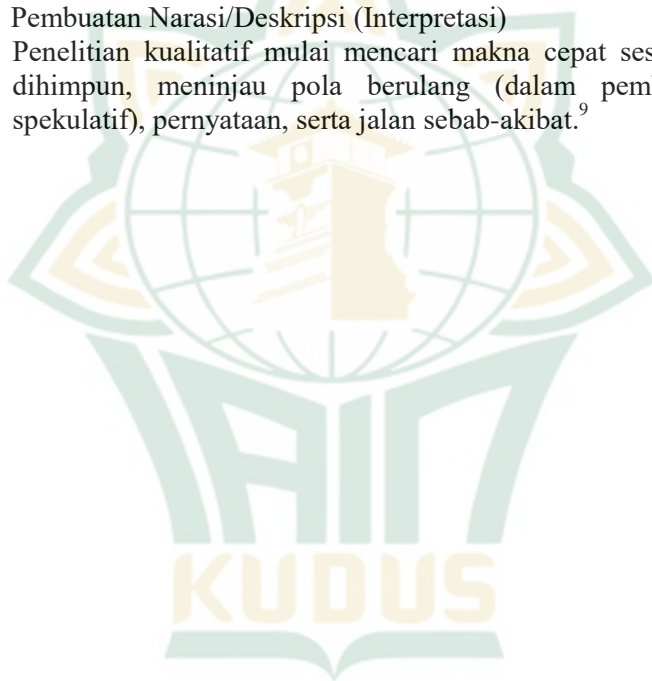 Pembuatan Narasi/Deskripsi (Interpretasi)
Penelitian kualitatif mulai mencari makna cepat
dihimpun, meninjau pola berulang (dalam
spekulatif), pernyataan, serta jalan sebab-akibat.⁹
IAIN
KUDUS